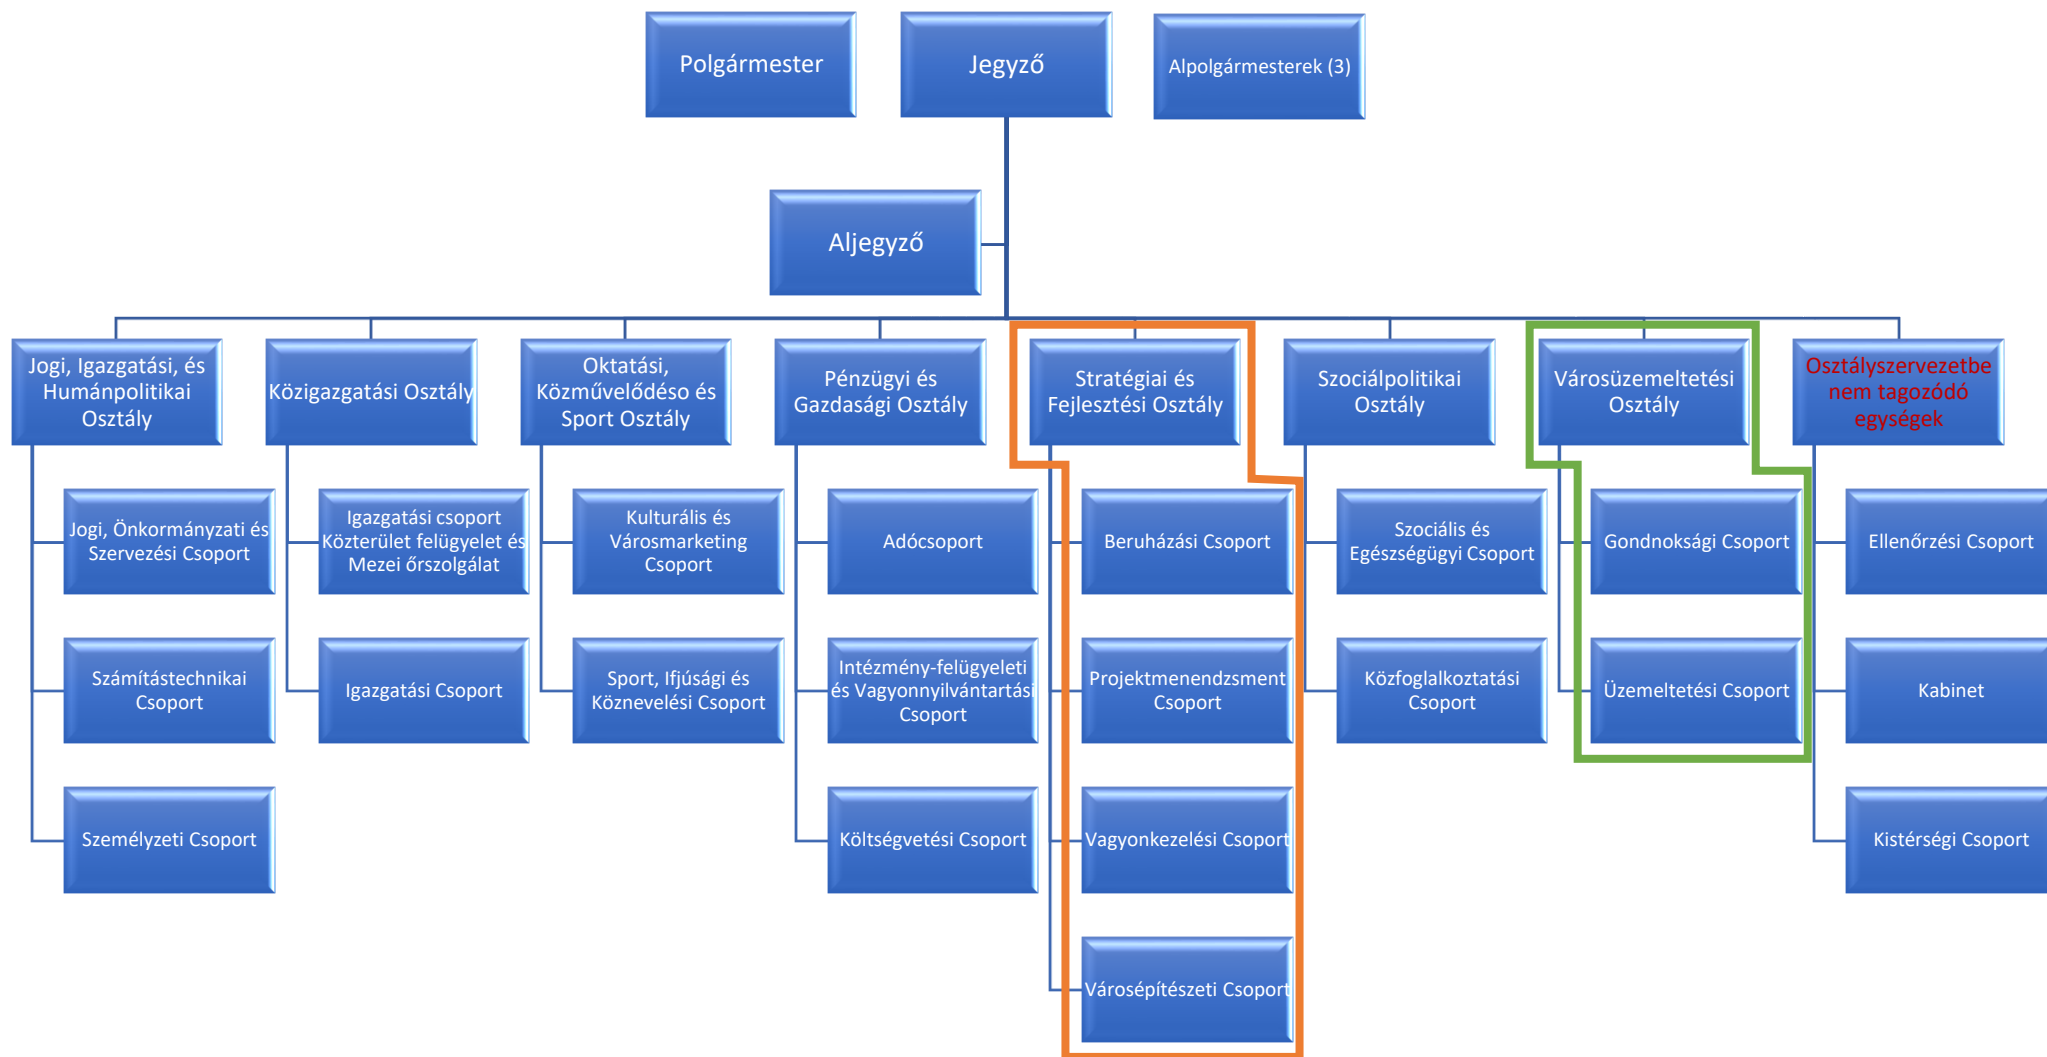 Polgármester
Jegyző
Alpolgármesterek (3)
Aljegyző
Jogi, Igazgatási, és
Humánpolitikai
Osztály
Közigazgatási Osztály
Oktatási,
Közművelődéso és
Sport Osztály
Pénzügyi és
Gazdasági Osztály
Stratégiai és
Fejlesztési Osztály
Szociálpolitikai
Osztály
Városüzemeltetési
Osztály
Osztályszervezetbe
nem tagozódó
egységek
Jogi, Önkormányzati és
Szervezési Csoport
Igazgatási csoport
Közterület felügyelet és
Mezei őrszolgálat
Kulturális és
Városmarketing
Csoport
Adócsoport
Beruházási Csoport
Szociális és
Egészségügyi Csoport
Gondnoksági Csoport
Ellenőrzési Csoport
Számítástechnikai
Csoport
Igazgatási Csoport
Sport, Ifjúsági és
Köznevelési Csoport
Intézmény-felügyeleti
és Vagyonnyilvántartási
Csoport
Projektmenendzsment
Csoport
Közfoglalkoztatási
Csoport
Üzemeltetési Csoport
Kabinet
Személyzeti Csoport
Költségvetési Csoport
Vagyonkezelési Csoport
Kistérségi Csoport
Városépítészeti Csoport